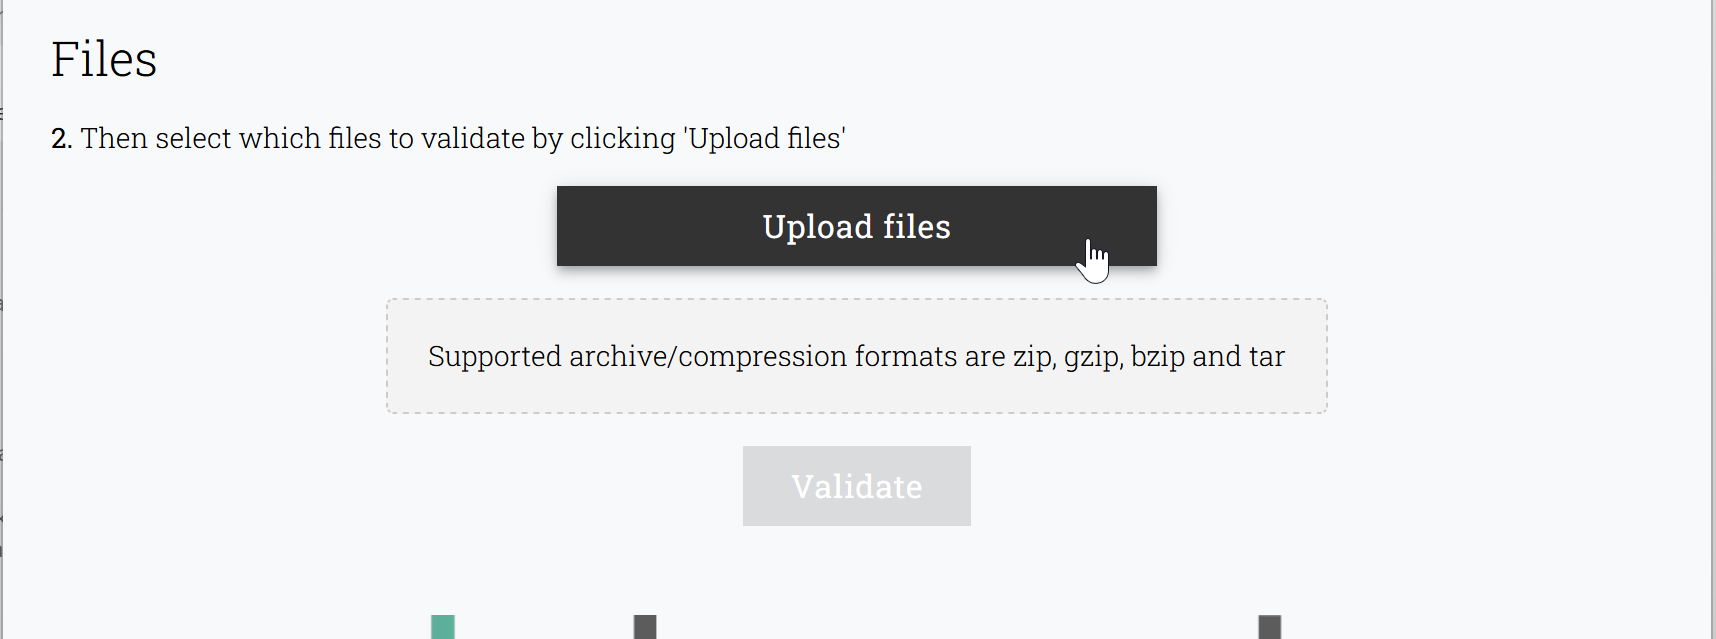 Files
2. Then select which files to validate by clicking 'Upload files'
Upload files
Supported archive/compression formats are zip, gzip, bzip and tar
Validate